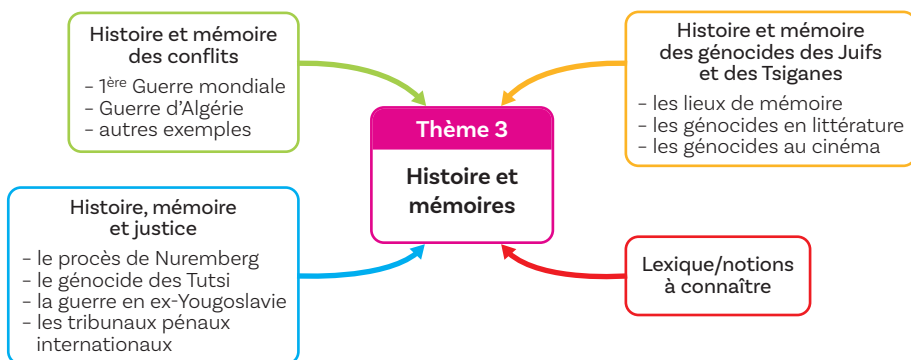 Histoire et mémoire
des conflits
– 1ère Guerre mondiale
– Guerre d'Algérie
– autres exemples
Histoire et mémoire
des génocides des Juifs
et des Tsiganes
– les lieux de mémoire
– les génocides en littérature
– les génocides au cinéma
Thème 3
Histoire et
mémoires
Histoire, mémoire
et justice
– le procès de Nuremberg
– le génocide des Tutsi
– la guerre en ex-Yougoslavie
– les tribunaux pénaux
internationaux
Lexique/notions
à connaître